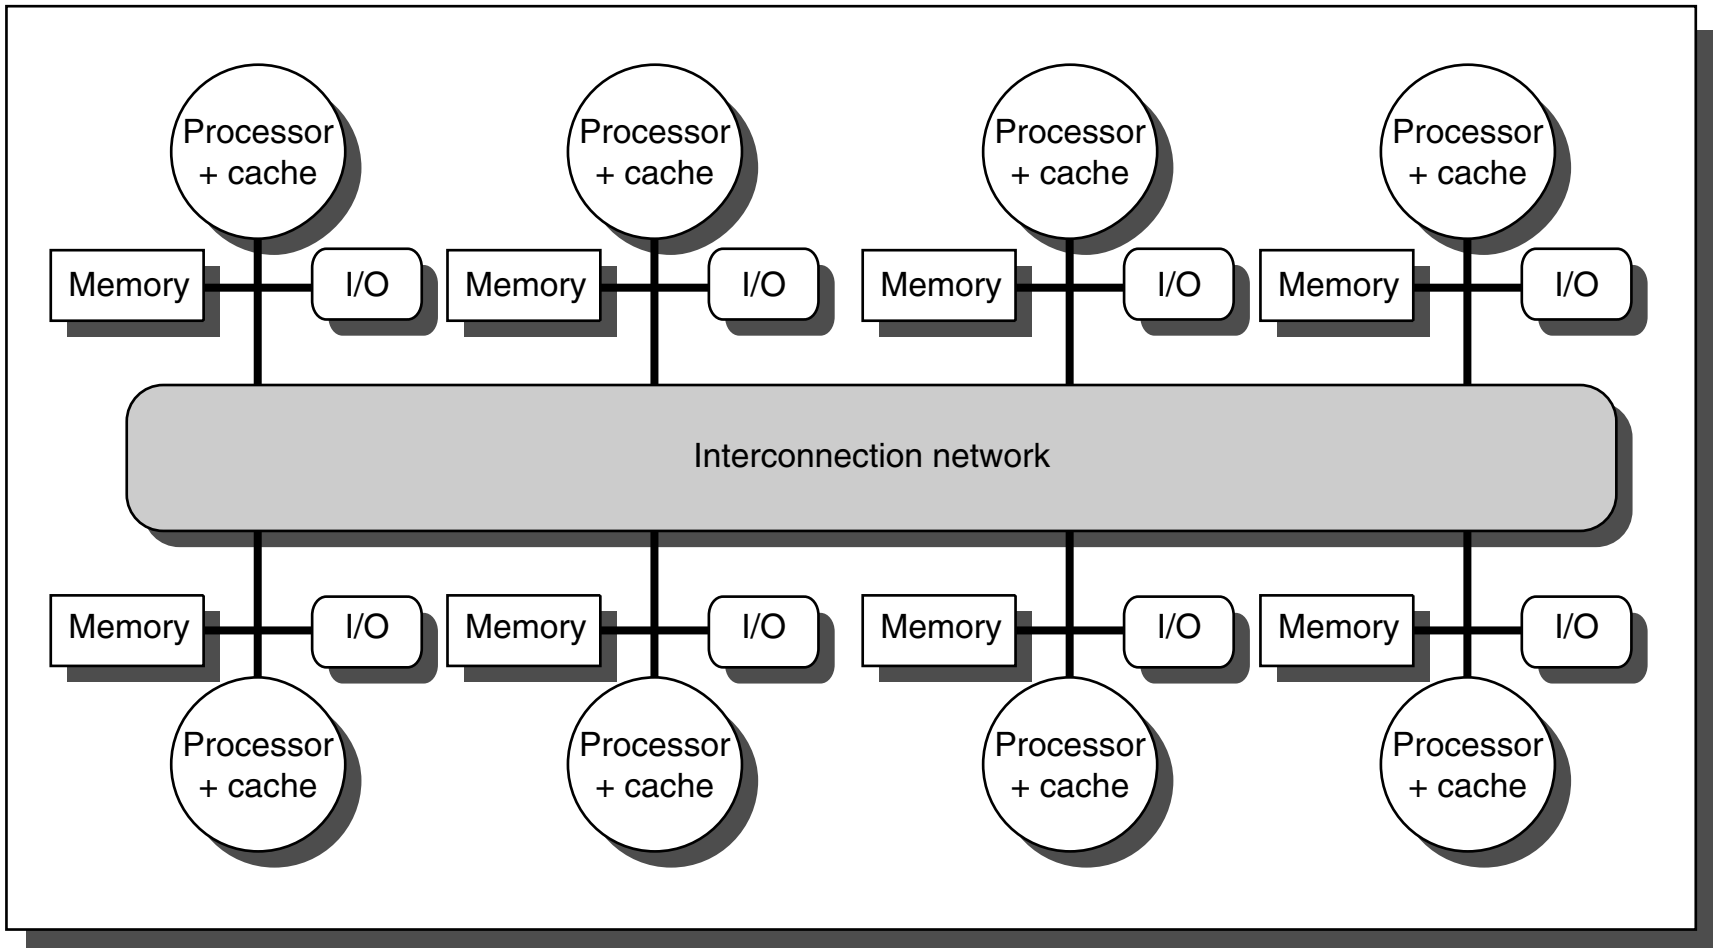 Processor
+ cache
Processor
+ cache
Processor
+ cache
Processor
+ cache
Memory
I/O
Memory
I/O
Memory
I/O
Memory
I/O
Interconnection network
Memory
I/O
Memory
I/O
Memory
I/O
Memory
I/O
Processor
+ cache
Processor
+ cache
Processor
+ cache
Processor
+ cache